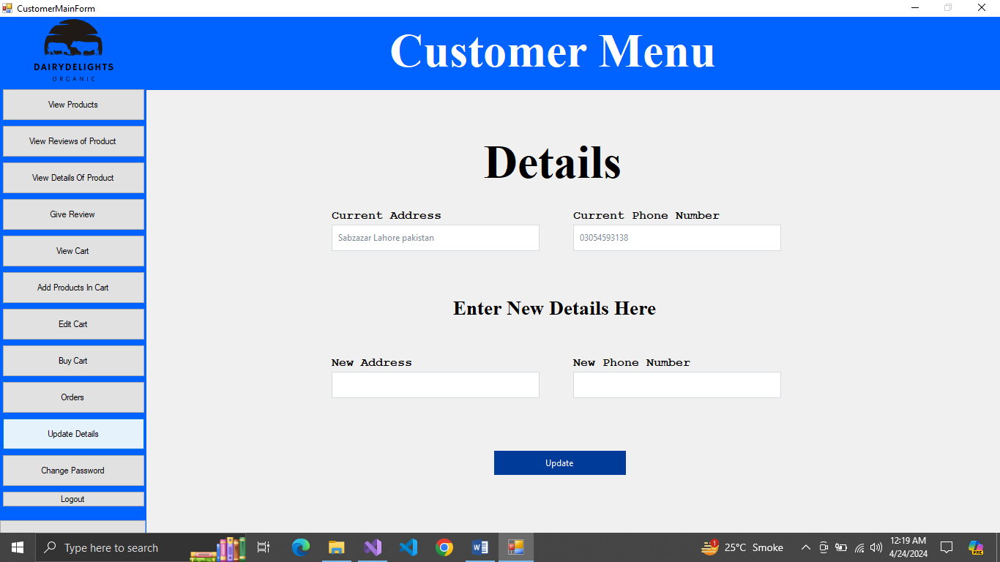 CustomerMainForm
DAIRYDELIGHTS
ORGANIC
Customer Menu
View Products
View Reviews of Product
View Details Of Product
Give Review
View Cart
Add Products In Cart
Edit Cart
Buy Cart
Orders
Update Details
Change Password
Logout
Details
Current Address
Current Phone Number
Sabzazar Lahore pakistan
03054593138
Enter New Details Here
New Address
New Phone Number
Update
Type here to search
1
25°C Smoke
12:19 AM
4/24/2024
PRE